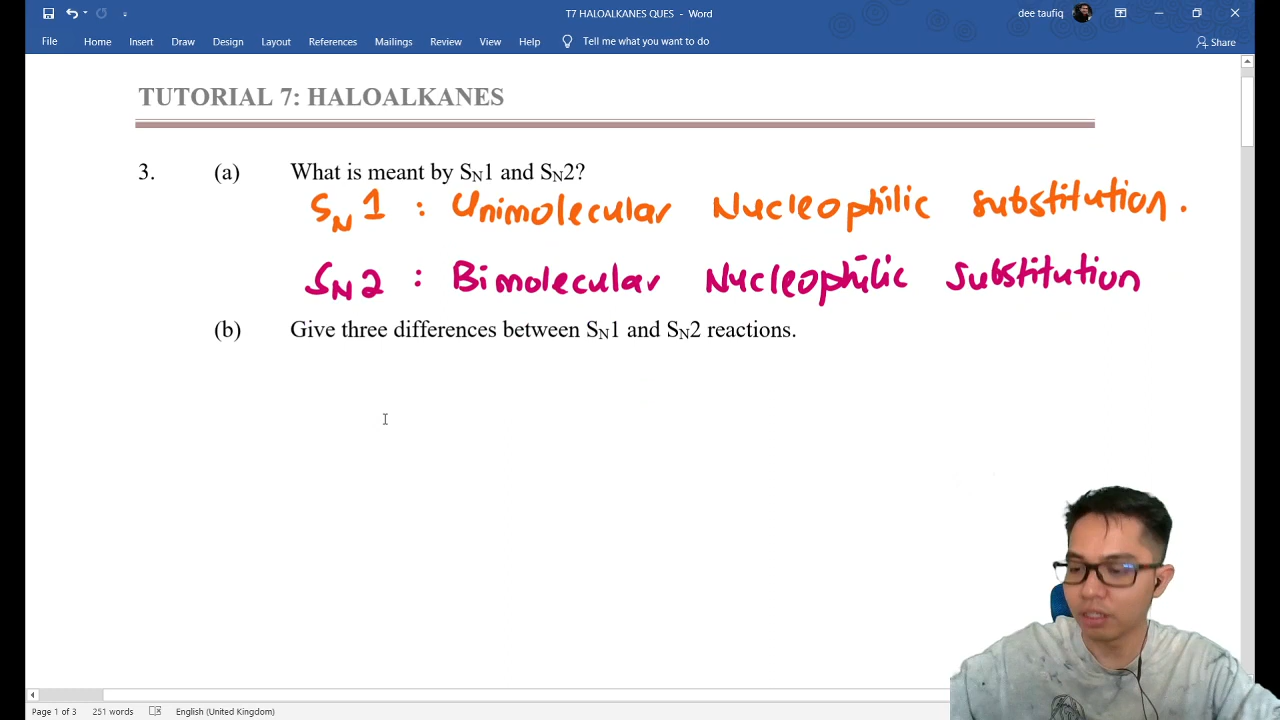 T7 HALOALKANES QUES - Word
dee taufiq
File Home Insert Draw Design Layout References Mailings Review View Help Tell me what you want to do Share
TUTORIAL 7: HALOALKANES
3. (a) What is meant by SN1 and SN2?
SN1 : Unimolecular Nucleophilic substitution.
SN2 : Bimolecular Nucleophilic Substitution
(b) Give three differences between SN1 and SN2 reactions.
Page 1 of 3 251 words English (United Kingdom)